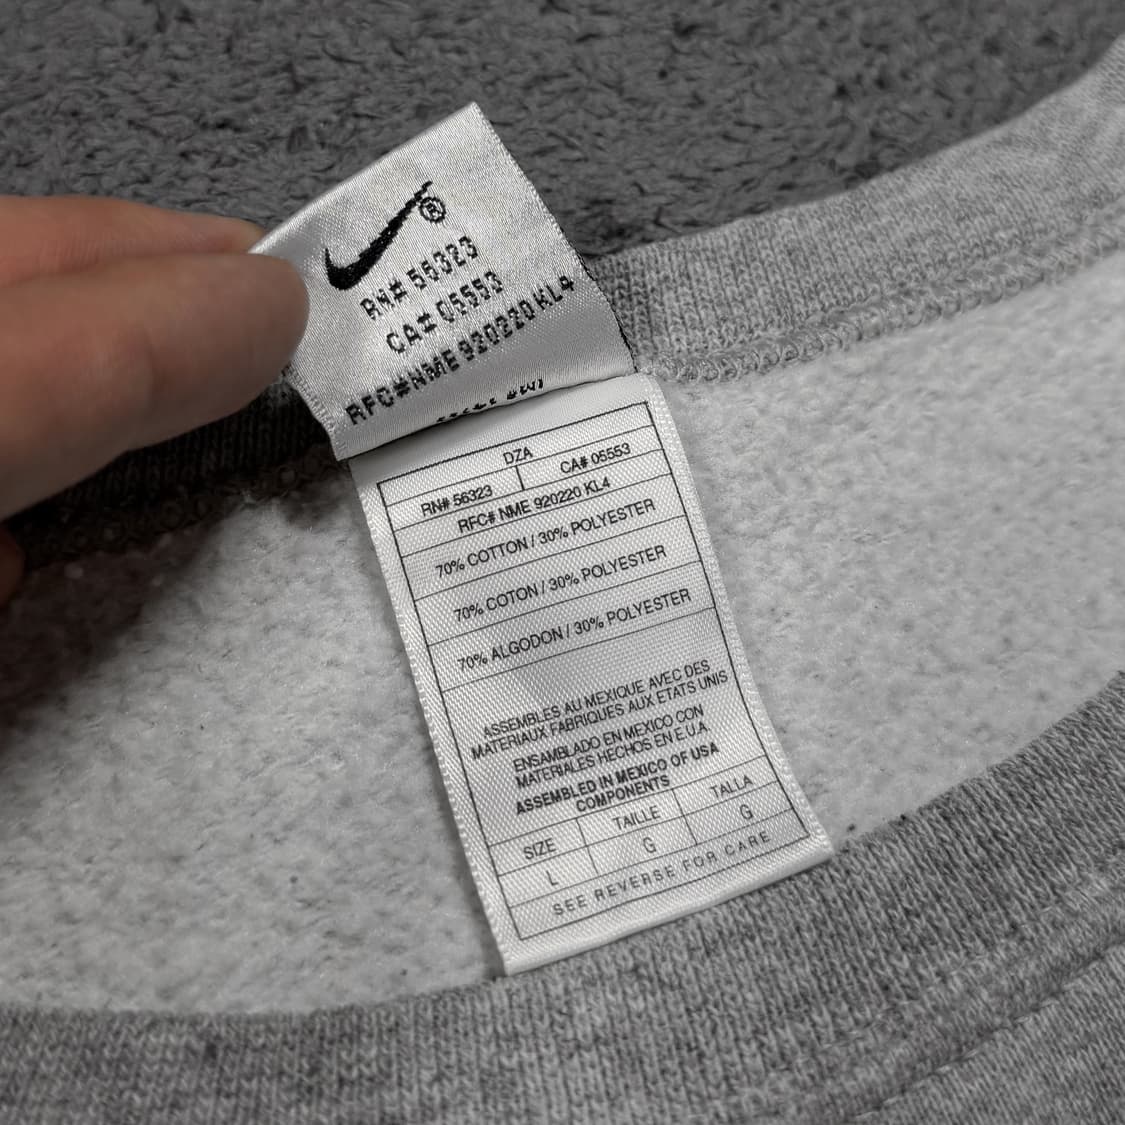 ®
RN# 56323
CA# 05553
RFC# NME 920220 KL4
DZA
RN# 56323 CA# 05553
RFC# NME 920220 KL4
70% COTTON / 30% POLYESTER
70% COTON / 30% POLYESTER
70% ALGODON / 30% POLYESTER
ASSEMBLES AU MEXIQUE AVEC DES
MATERIAUX FABRIQUES AUX ETATS UNIS
ENSAMBLADO EN MEXICO CON
MATERIALES HECHOS EN E.U.A.
ASSEMBLED IN MEXICO OF USA
COMPONENTS
SIZE TAILLE TALLA
L G G
SEE REVERSE FOR CARE